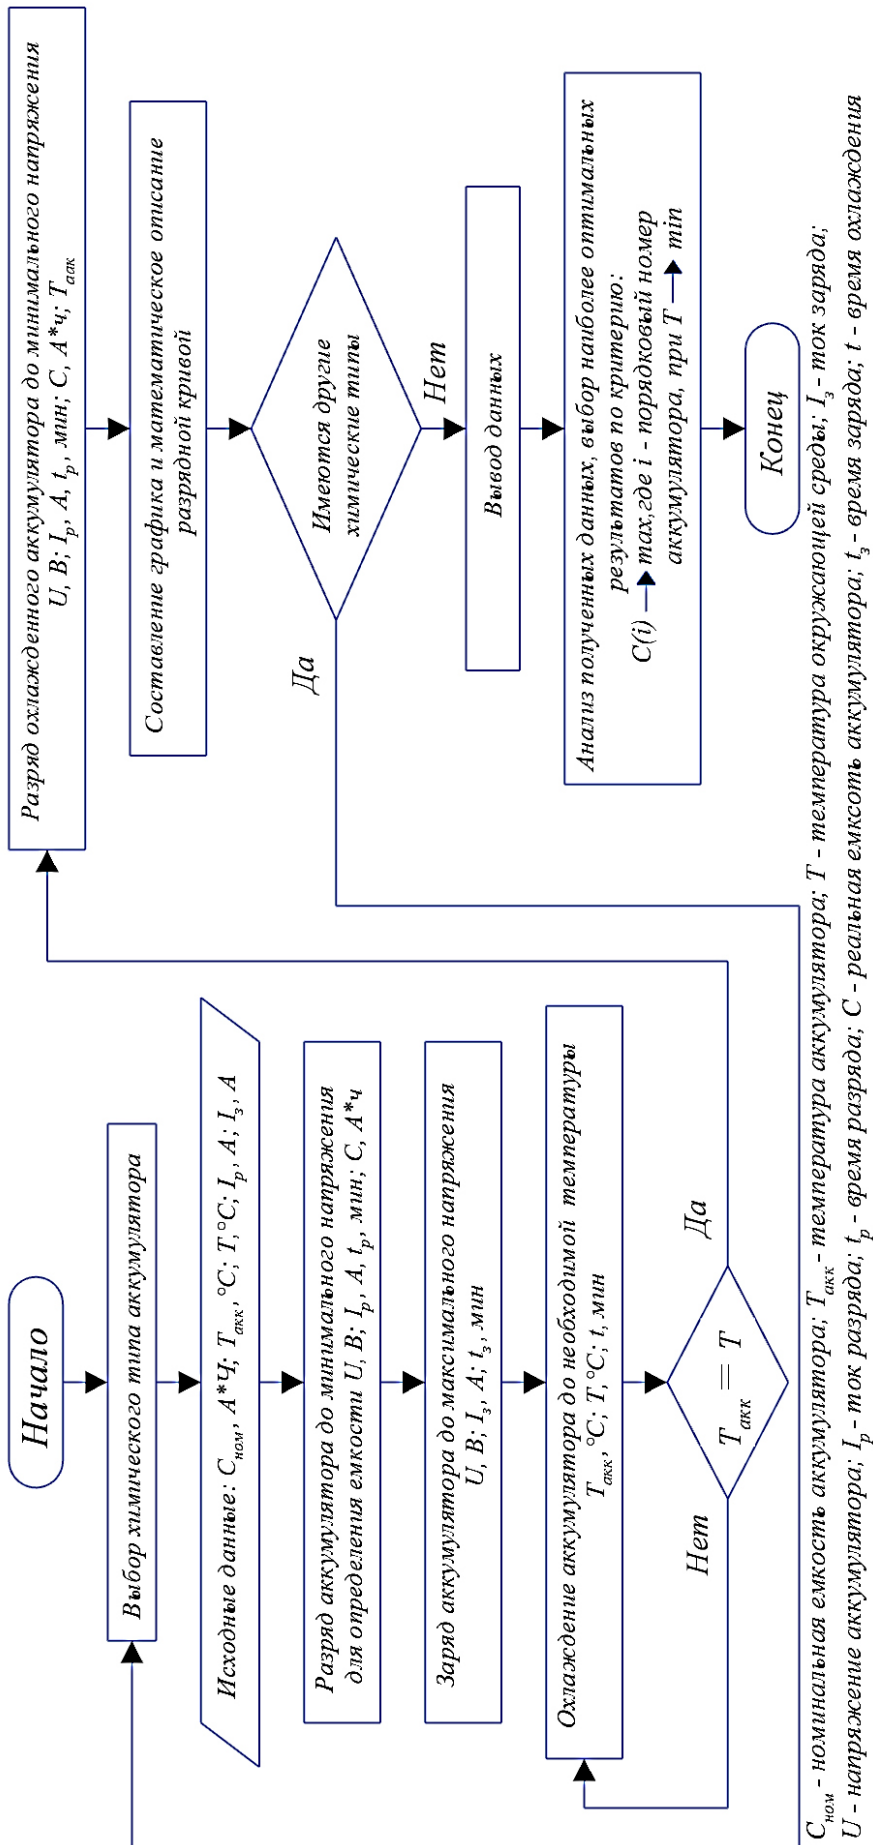 Начало
Выбор химического типа аккумулятора
Исходные данные: Cном, А*Ч; Tакк, °C; T,°C; Iр, A; Iз, A
Разряд аккумулятора до минимального напряжения
для определения емкости U, В; Iр, A, tр, мин; C, А*ч
Заряд аккумулятора до максимального напряжения
U, В; Iз, A; tз, мин
Охлаждение аккумулятора до необходимой температуры
Tакк, °C; T,°C; t, мин
Tакк = T
Нет
Да
Разряд охлажденного аккумулятора до минимального напряжения
U, В; Iр, A, tр, мин; C, А*ч; Tаак
Составление графика и математическое описание
разрядной кривой
Имеются другие
химические типы
Да
Нет
Вывод данных
Анализ полученных данных, выбор наиболее оптимальных
результатов по критерию:
C(i) → max,где i - порядковый номер
аккумулятора, при T → min
Конец
Cном - номинальная емкость аккумулятора; Tакк - температура аккумулятора; T - температура окружающей среды; Iз - ток заряда;
U - напряжение аккумулятора; Iр - ток разряда; tр - время разряда; C - реальная емксоть аккумулятора; tз - время заряда; t - время охлаждения